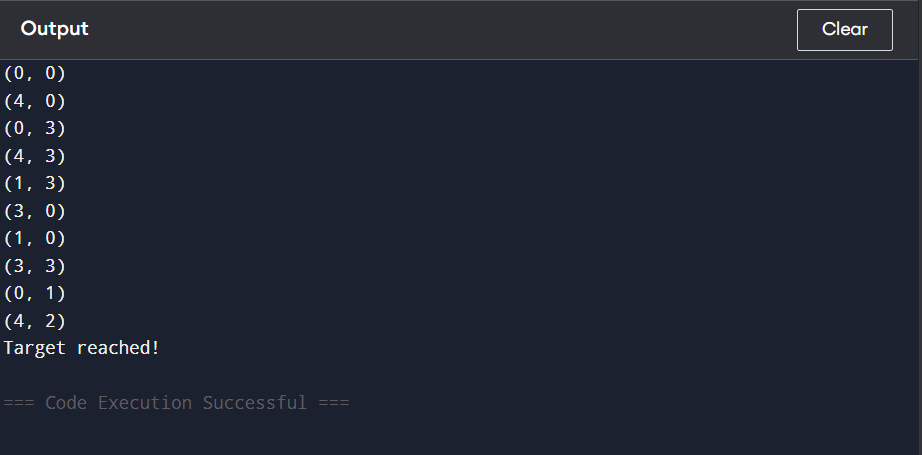 Output
Clear
(0, 0)
(4, 0)
(0, 3)
(4, 3)
(1, 3)
(3, 0)
(1, 0)
(3, 3)
(0, 1)
(4, 2)
Target reached!
=== Code Execution Successful ===